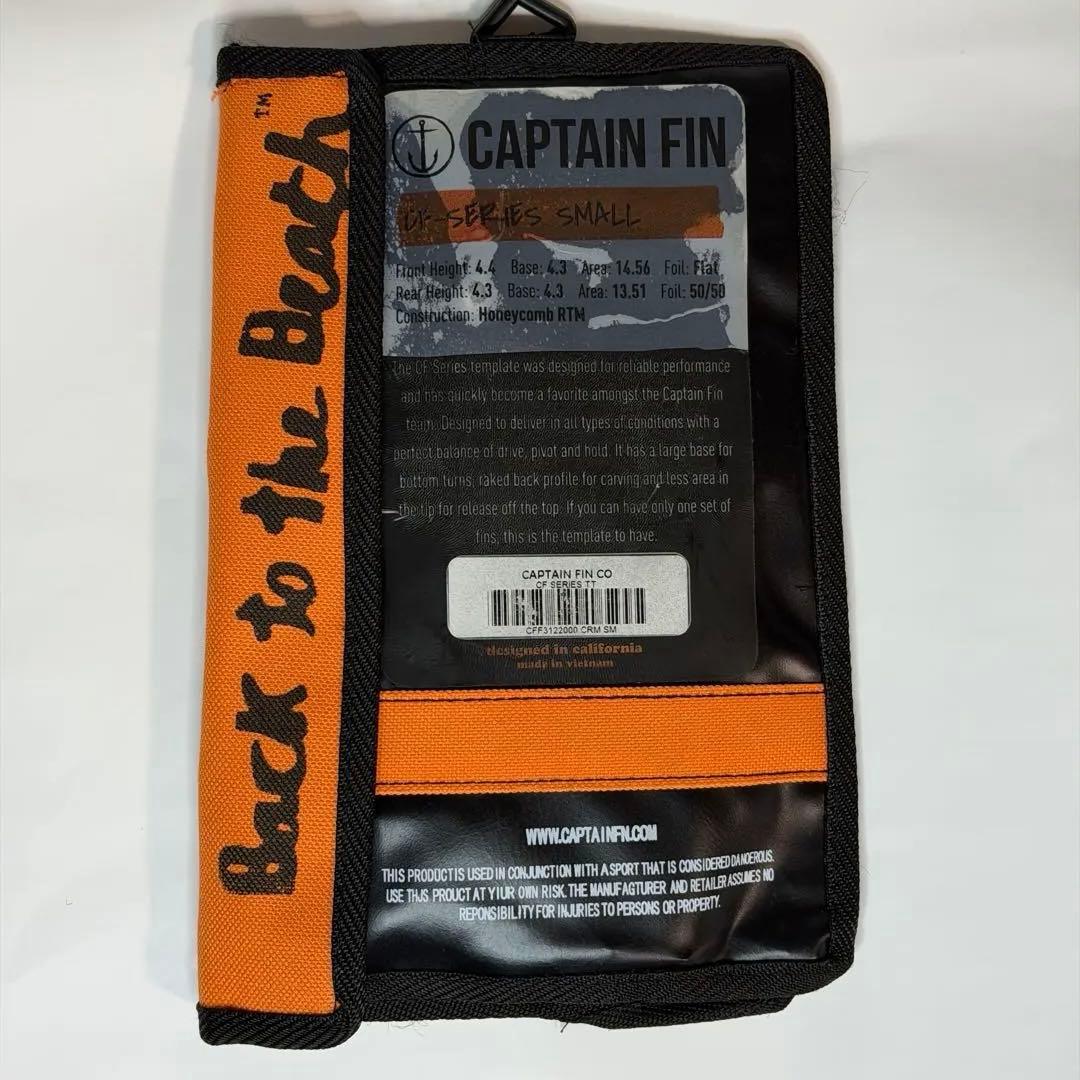 Back to the Beach™
CAPTAIN FIN
CF-SERIES SMALL
Front Height: 4.4 Base: 4.3 Area: 14.56 Foil: Flat
Rear Height: 4.3 Base: 4.3 Area: 13.51 Foil: 50/50
Construction: Honeycomb RTM
The CF Series template was designed for reliable performance
and has quickly become a favorite amongst the Captain Fin
team. Designed to deliver in all types of conditions with a
perfect balance of drive, pivot and hold. It has a large base for
bottom turns, raked back profile for carving and less area in
the tip for release off the top. If you can have only one set of
fins, this is the template to have.
CAPTAIN FIN CO
CF SERIES TT
CFF3122000 CRM SM
designed in california
made in vietnam
WWW.CAPTAINFN.COM
THIS PRODUCT IS USED IN CONJUNCTION WITH A SPORT THAT IS CONSIDERED DANOEROUS.
USE THJS PROUCT AT YIUR OWN RISK. THE MANUFAGTURER AND RETAILER ASSUMES NO
REPONSIBILITY FOR INJURIES TO PERSONS OR PROPERTY.